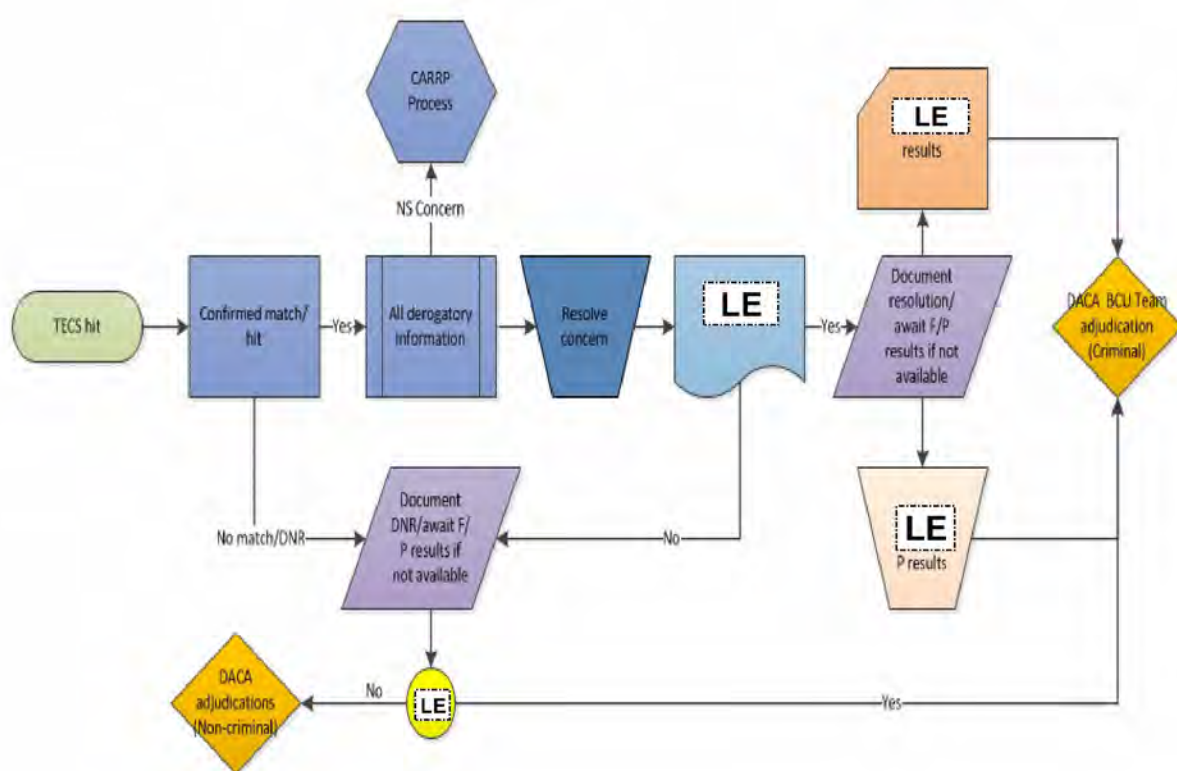 CARRP
Process
LE
results
NS Concern
TECS hit
Confirmed match/
hit
Yes
All derogatory
Information
Resolve
concern
LE
Yes
Document
resolution/
await F/P
results if not
available
DACA BCU Team
adjudication
(Criminal)
No match/DNR
Document
DNR/await F/
P results if
not available
No
LE
P results
DACA
adjudications
(Non-criminal)
No
LE
Yes